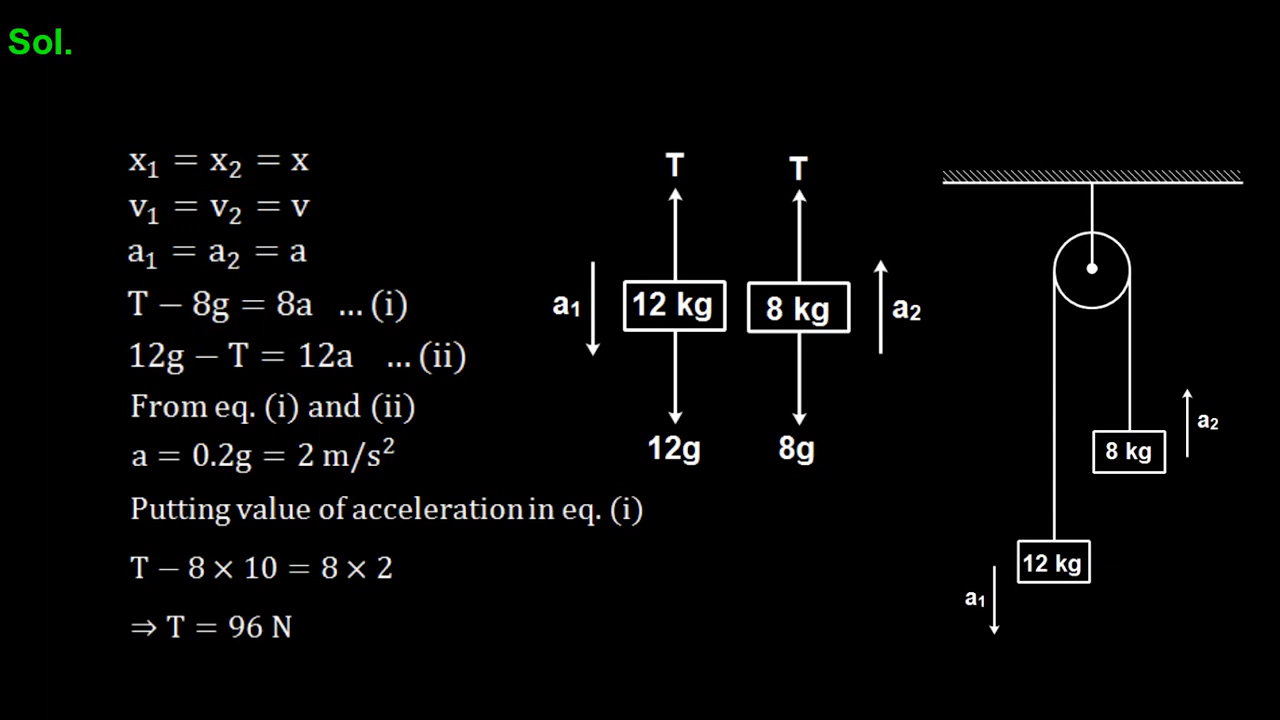 Sol.
x₁ = x₂ = x
v₁ = v₂ = v
a₁ = a₂ = a
T − 8g = 8a ...(i)
12g − T = 12a ...(ii)
From eq. (i) and (ii)
a = 0.2g = 2 m/s²
Putting value of acceleration in eq. (i)
T − 8 × 10 = 8 × 2
⇒ T = 96 N
T
T
a₁
12 kg
8 kg
a₂
12g
8g
a₂
8 kg
12 kg
a₁